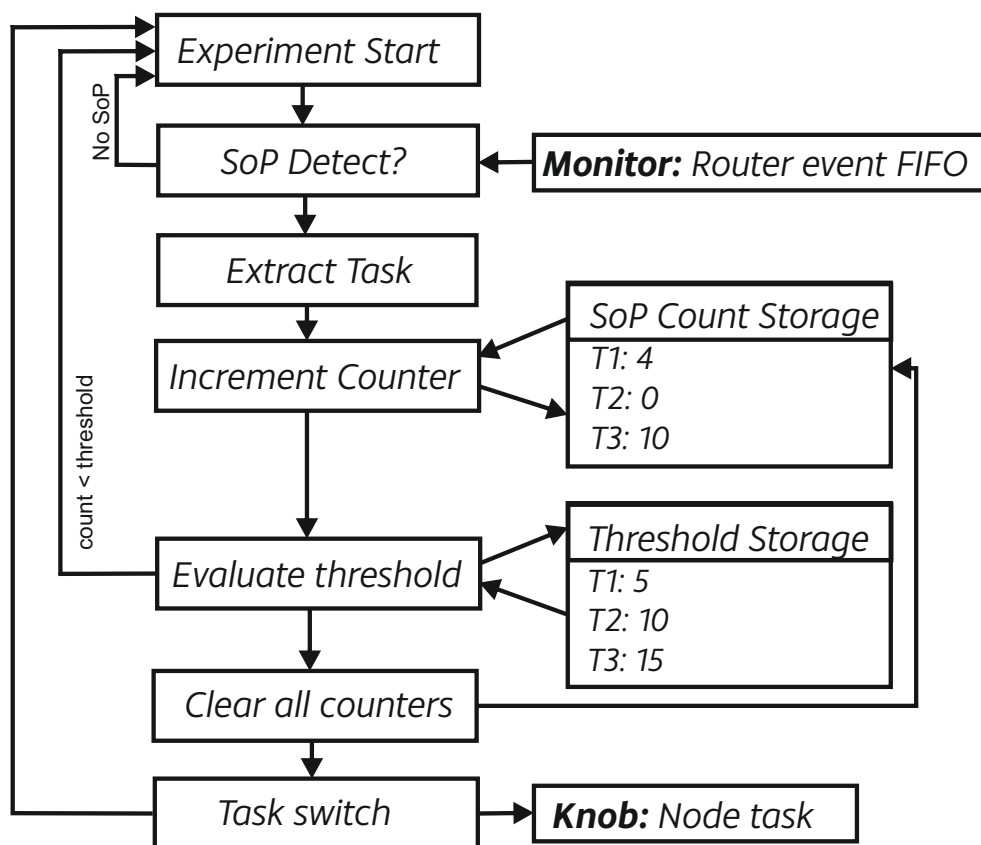 Experiment Start
No SoP
SoP Detect?
Monitor: Router event FIFO
Extract Task
SoP Count Storage
T1: 4
T2: 0
T3: 10
Increment Counter
count < threshold
Threshold Storage
T1: 5
T2: 10
T3: 15
Evaluate threshold
Clear all counters
Task switch
Knob: Node task